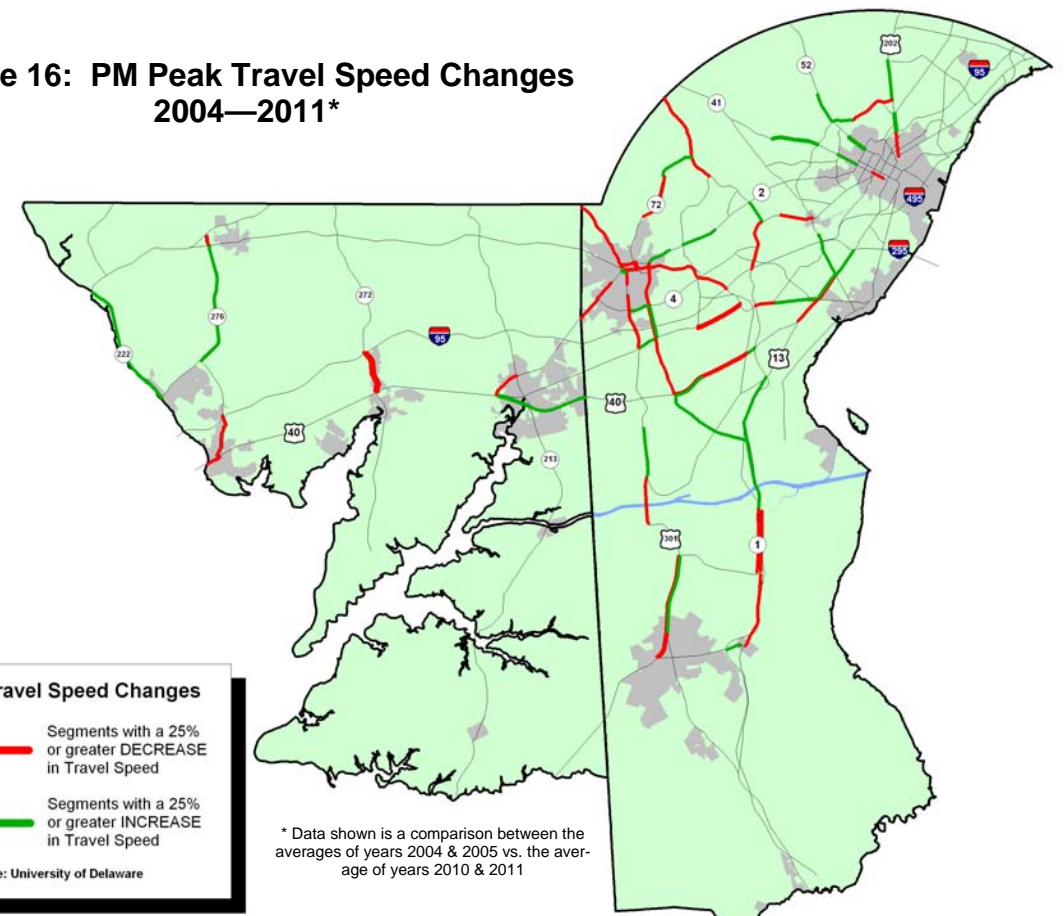 e 16: PM Peak Travel Speed Changes
2004—2011*
202
52
95
41
2
495
72
295
272
4
276
95
13
222
40
40
213
301
1
ravel Speed Changes
Segments with a 25%
or greater DECREASE
in Travel Speed
Segments with a 25%
or greater INCREASE
in Travel Speed
e: University of Delaware
* Data shown is a comparison between the
averages of years 2004 & 2005 vs. the aver-
age of years 2010 & 2011